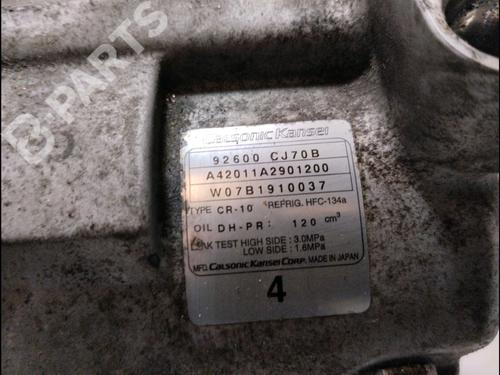 B-PARTS
Calsonic Kansei
92600 CJ70B
A42011A2901200
W07B1910037
TYPE CR-10 REFRIG. HFC-134a
OIL DH-PR: 120 cm³
LEAK TEST HIGH SIDE : 3.0MPa
LOW SIDE : 1.6MPa
MFD. CALSONIC KANSEI CORP. MADE IN JAPAN
4